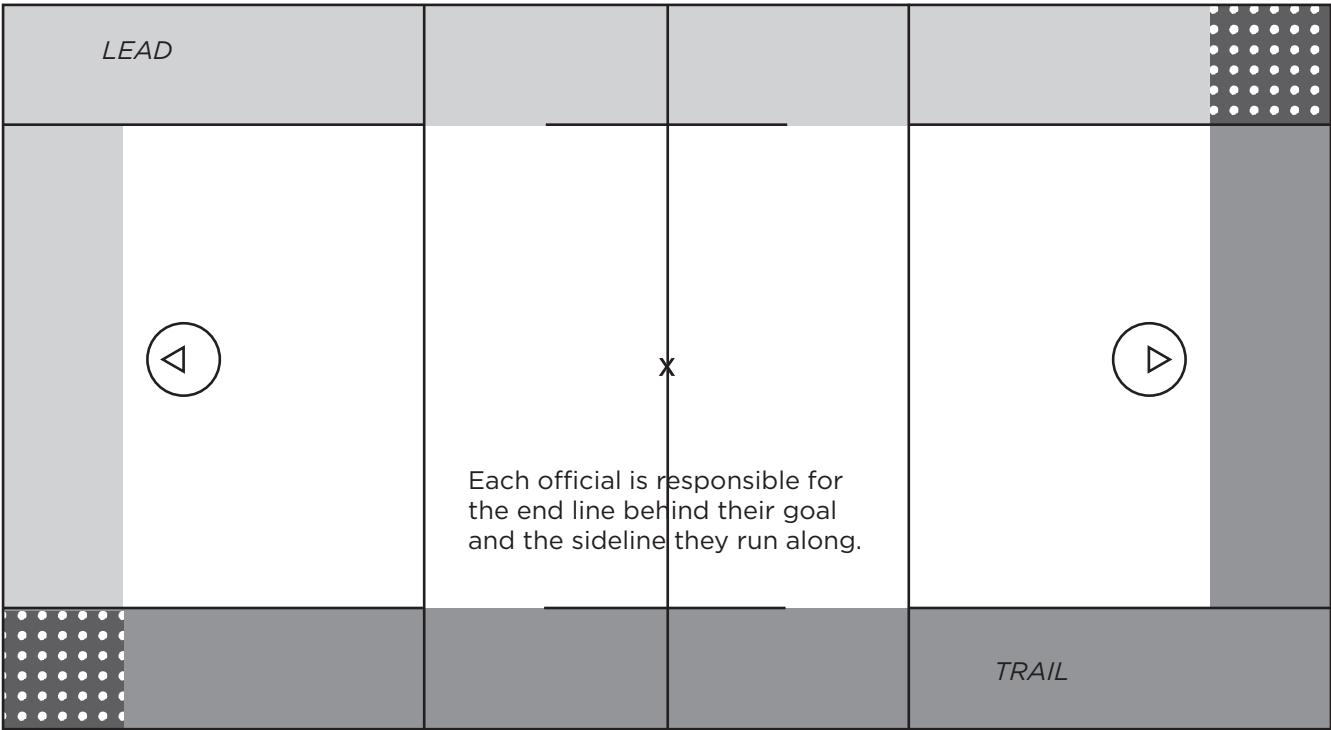 LEAD
X
Each official is responsible for
the end line behind their goal
and the sideline they run along.
TRAIL